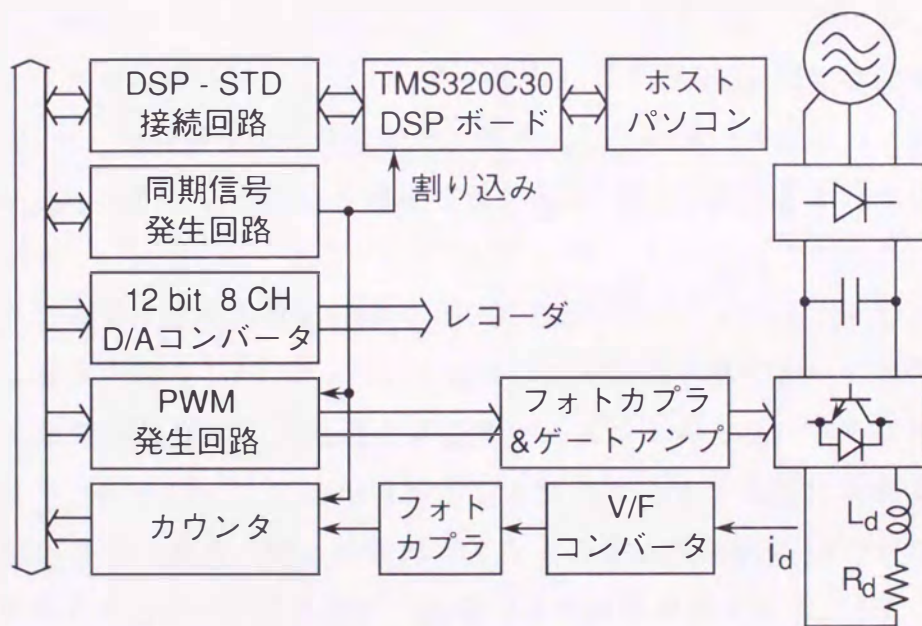 DSP - STD
接続回路
TMS320C30
DSP ボード
ホスト
パソコン
同期信号
発生回路
割り込み
12 bit 8 CH
D/Aコンバータ
レコーダ
PWM
発生回路
フォトカプラ
&ゲートアンプ
カウンタ
フォト
カプラ
V/F
コンバータ
id
Ld
Rd